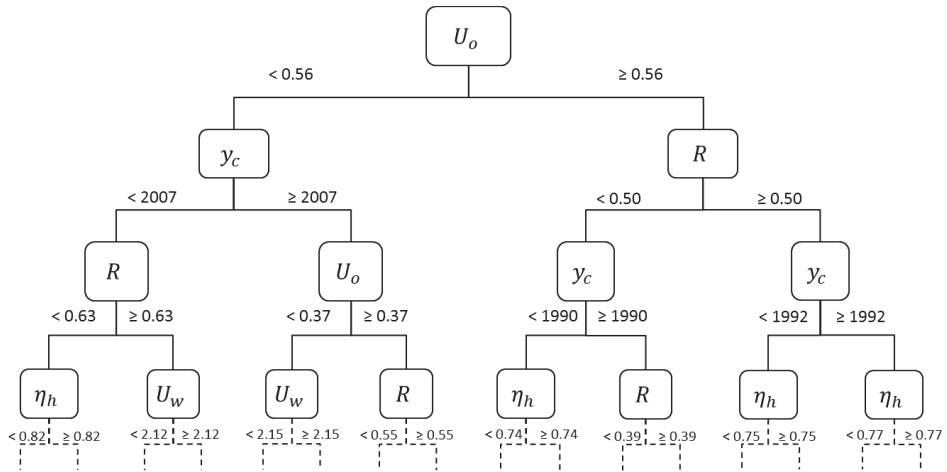 U_o
< 0.56 ≥ 0.56
y_c R
< 2007 ≥ 2007 < 0.50 ≥ 0.50
R U_o y_c y_c
< 0.63 ≥ 0.63 < 0.37 ≥ 0.37 < 1990 ≥ 1990 < 1992 ≥ 1992
η_h U_w U_w R η_h R η_h η_h
< 0.82 ≥ 0.82 < 2.12 ≥ 2.12 < 2.15 ≥ 2.15 < 0.55 ≥ 0.55 < 0.74 ≥ 0.74 < 0.39 ≥ 0.39 < 0.75 ≥ 0.75 < 0.77 ≥ 0.77